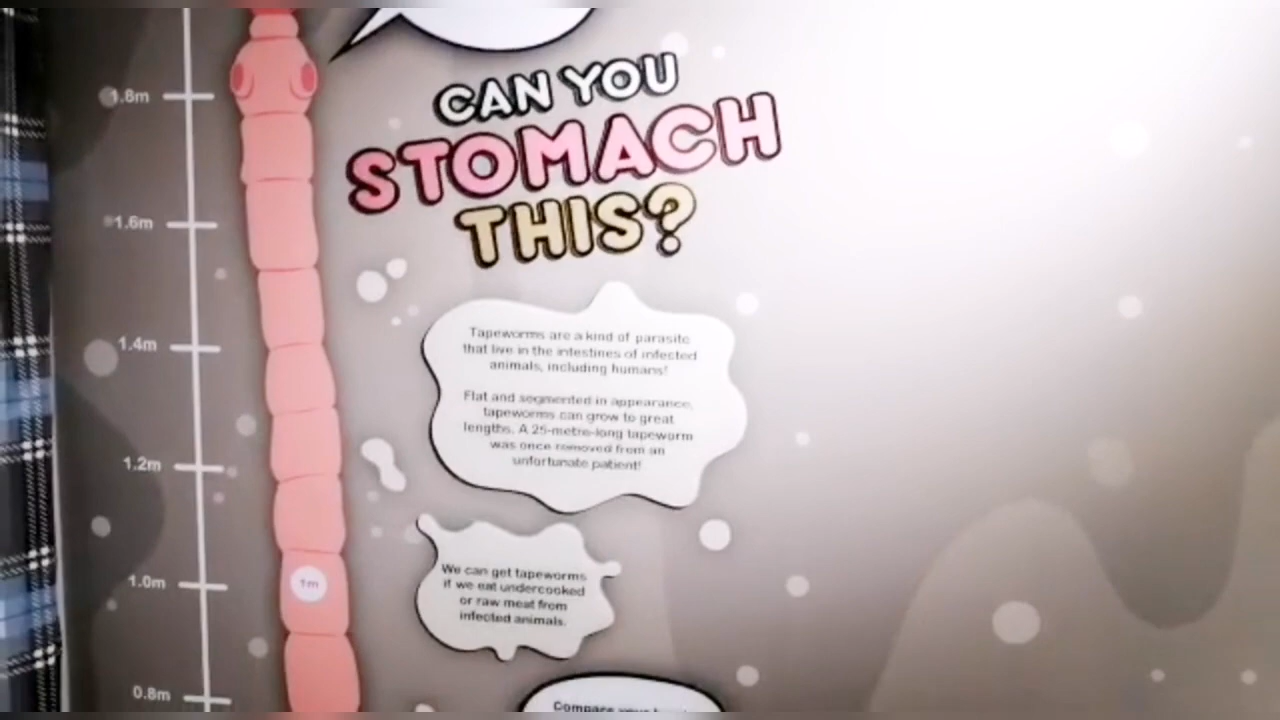 CAN YOU
STOMACH
THIS?
1.8m
1.6m
1.4m
1.2m
1.0m
0.8m
1m
Tapeworms are a kind of parasite
that live in the intestines of infected
animals, including humans!
Flat and segmented in appearance,
tapeworms can grow to great
lengths. A 25-metre-long tapeworm
was once removed from an
unfortunate patient!
We can get tapeworms
if we eat undercooked
or raw meat from
infected animals.
Compare your